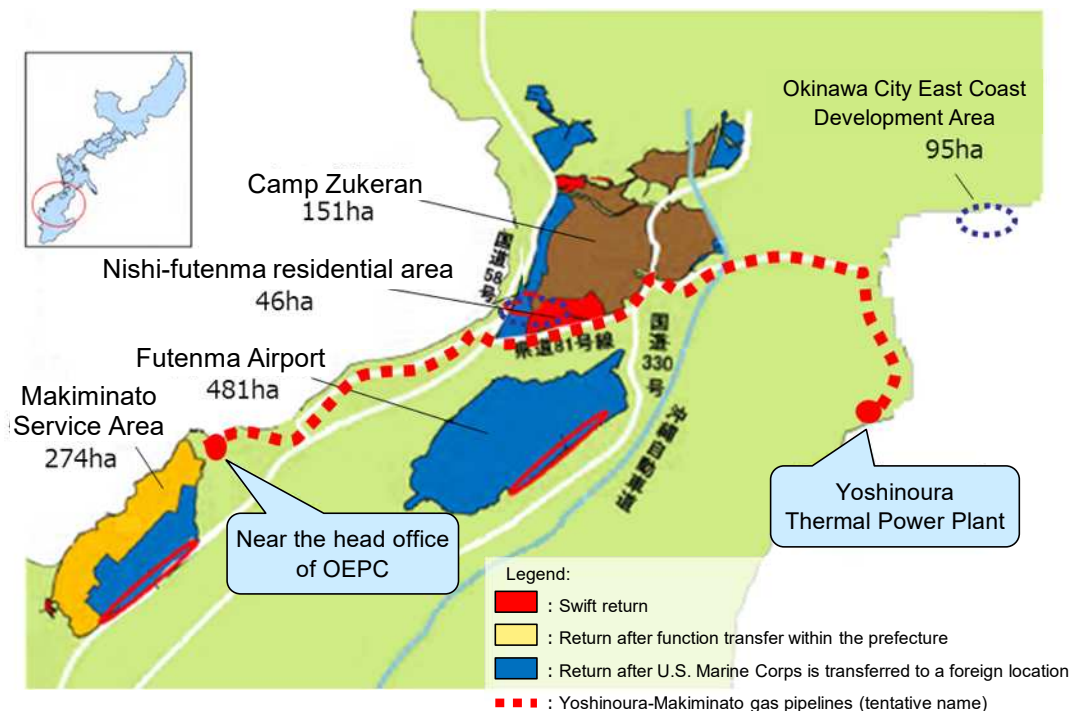 Okinawa City East Coast
Development Area
95ha
Camp Zukeran
151ha
Nishi-futenma residential area
46ha
国道58号
県道81号線
国道330号
沖縄自動車道
Futenma Airport
481ha
Makiminato
Service Area
274ha
Near the head office
of OEPC
Yoshinoura
Thermal Power Plant
Legend:
: Swift return
: Return after function transfer within the prefecture
: Return after U.S. Marine Corps is transferred to a foreign location
: Yoshinoura-Makiminato gas pipelines (tentative name)